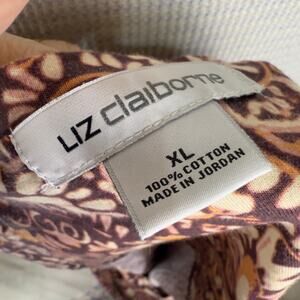 LIZ claiborne
XL
100% COTTON
MADE IN JORDAN